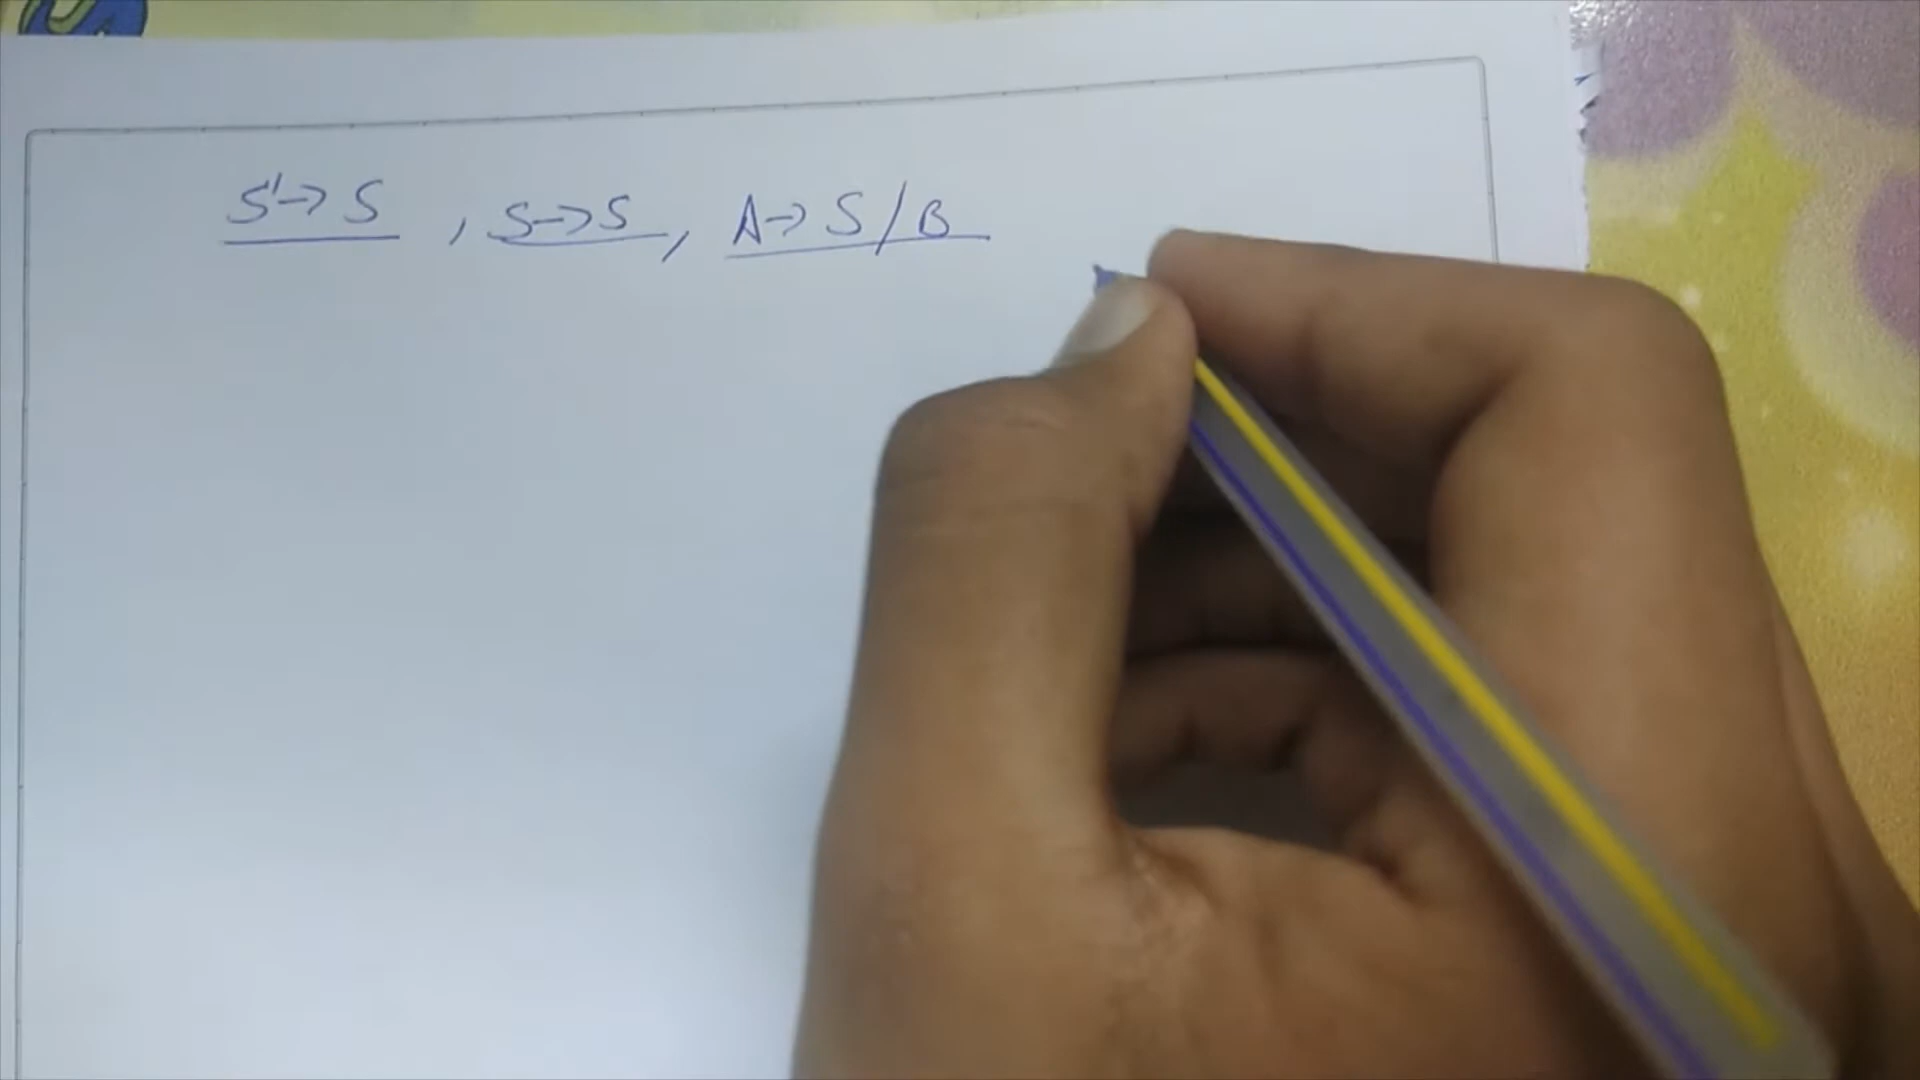 S'→ S , S→S , A→ S/B